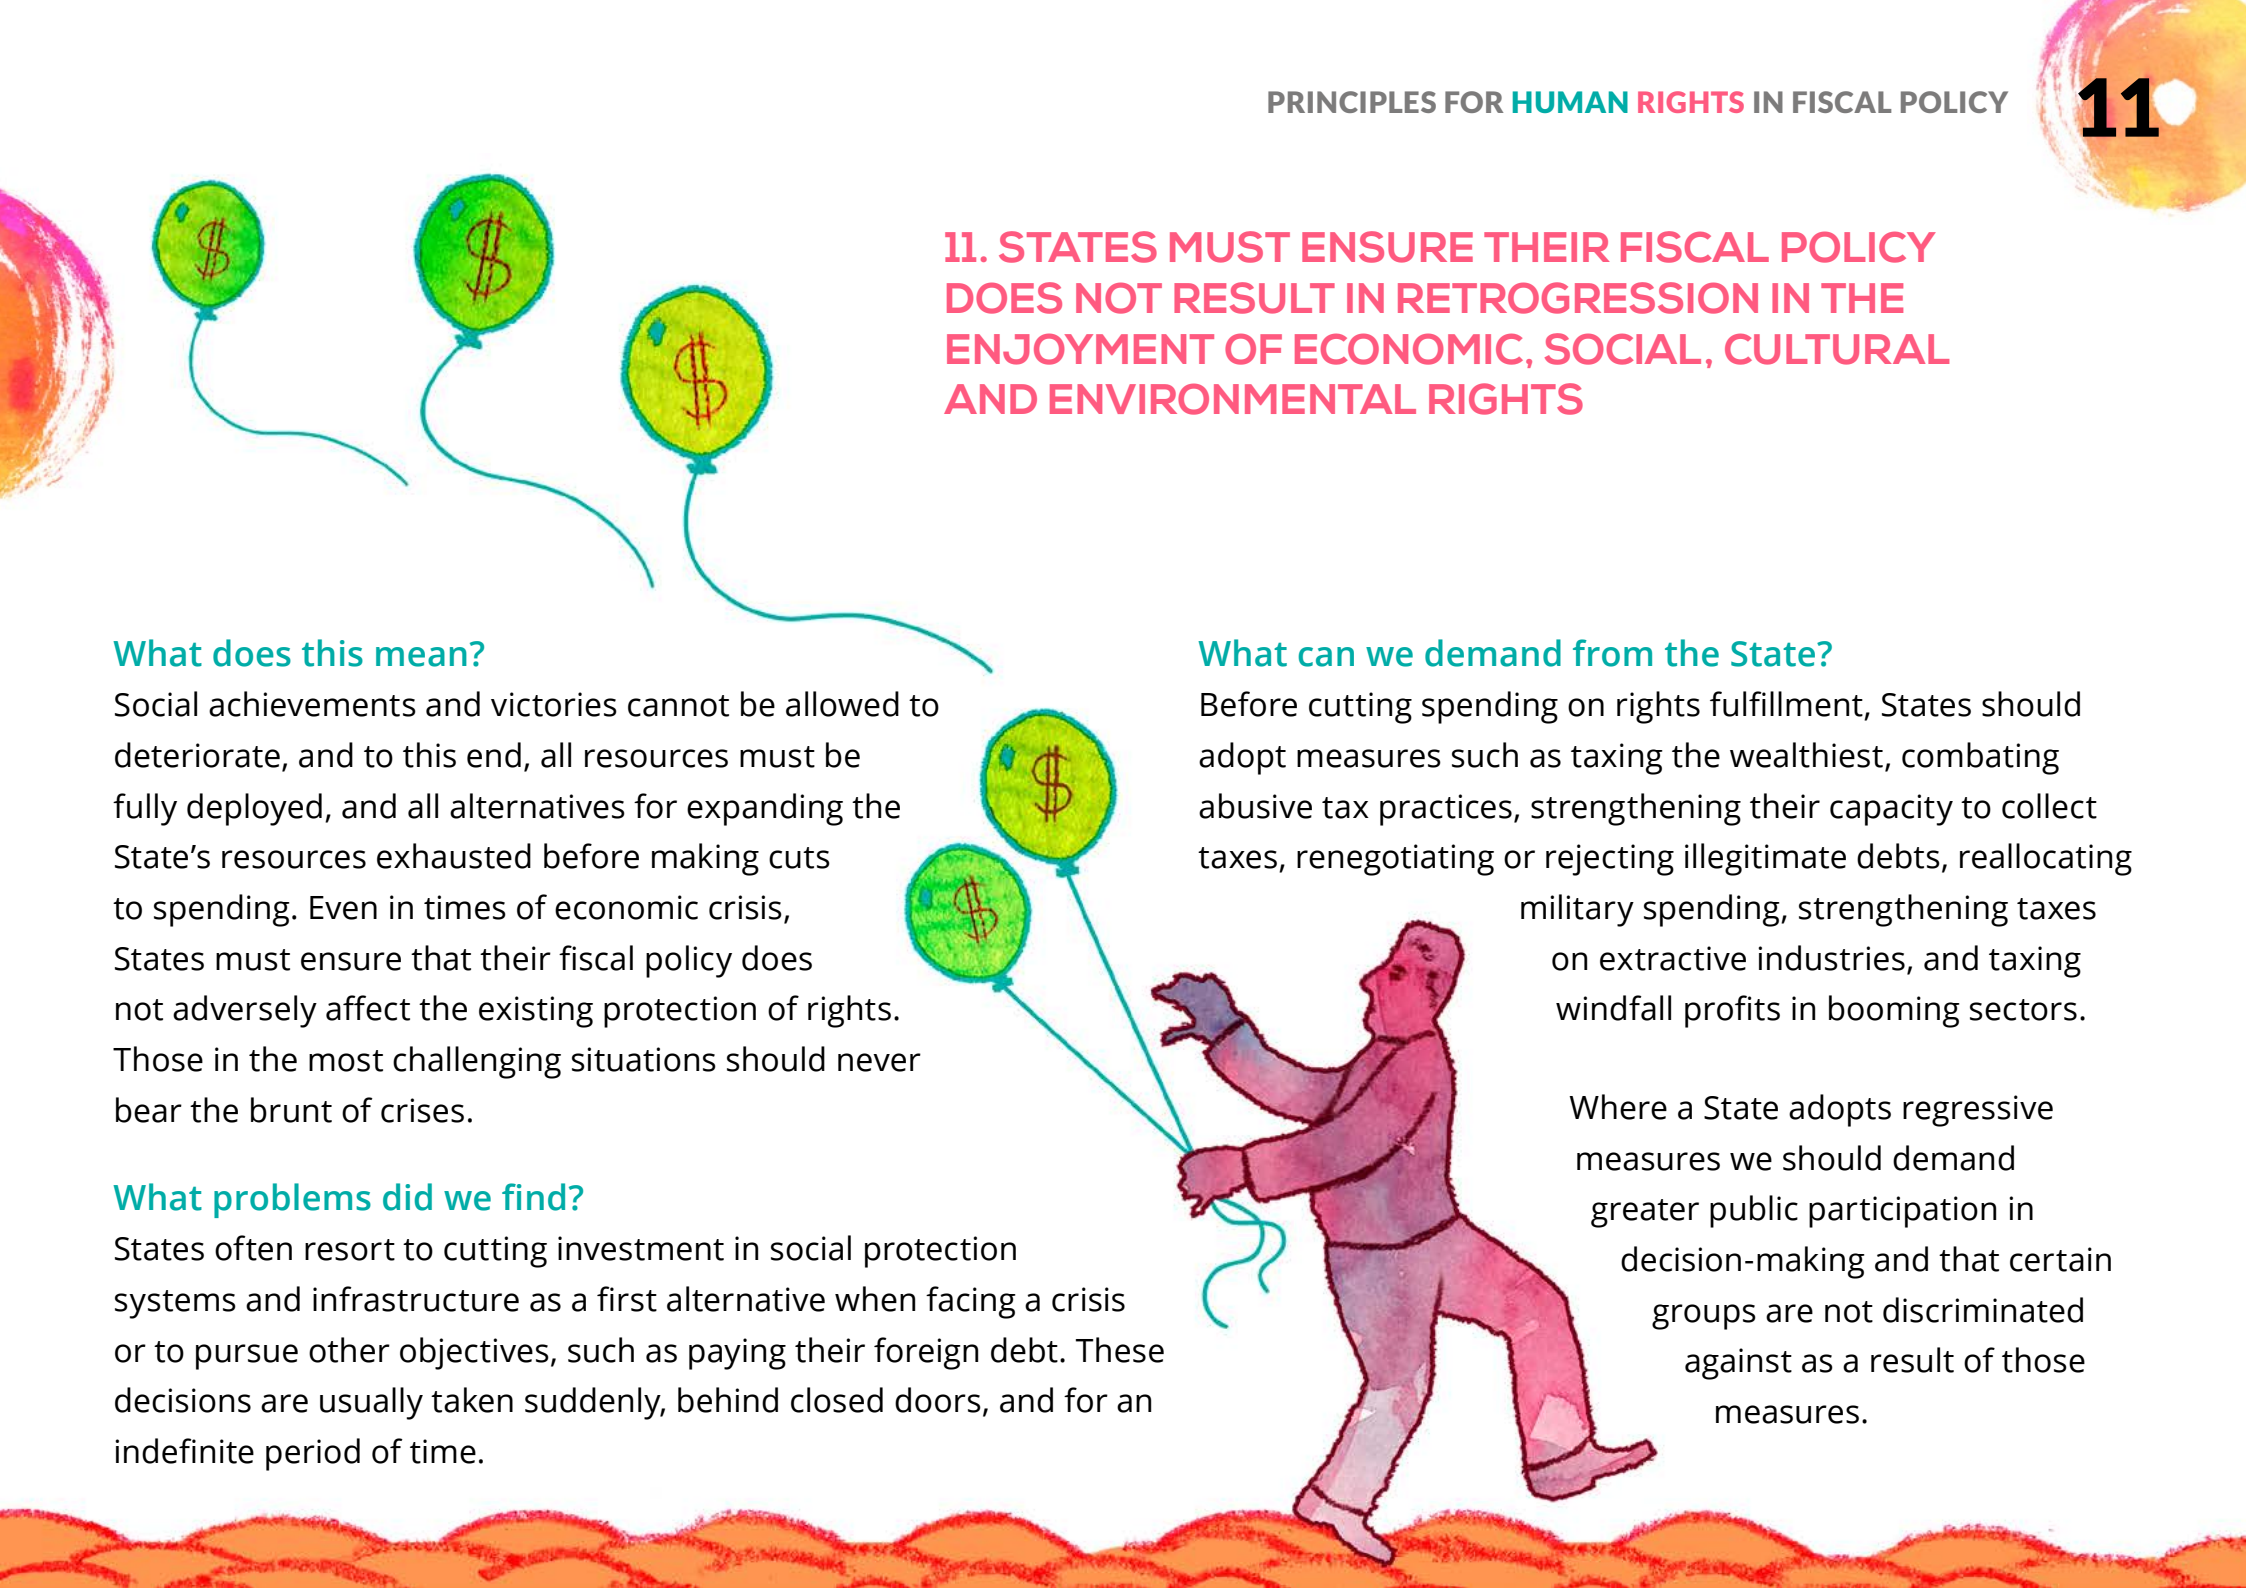 PRINCIPLES FOR HUMAN RIGHTS IN FISCAL POLICY
11
11. STATES MUST ENSURE THEIR FISCAL POLICY
DOES NOT RESULT IN RETROGRESSION IN THE
ENJOYMENT OF ECONOMIC, SOCIAL, CULTURAL
AND ENVIRONMENTAL RIGHTS
$
$
$
What does this mean?
Social achievements and victories cannot be allowed to
deteriorate, and to this end, all resources must be
fully deployed, and all alternatives for expanding the
State’s resources exhausted before making cuts
to spending. Even in times of economic crisis,
States must ensure that their fiscal policy does
not adversely affect the existing protection of rights.
Those in the most challenging situations should never
bear the brunt of crises.
What problems did we find?
States often resort to cutting investment in social protection
systems and infrastructure as a first alternative when facing a crisis
or to pursue other objectives, such as paying their foreign debt. These
decisions are usually taken suddenly, behind closed doors, and for an
indefinite period of time.
$
$
What can we demand from the State?
Before cutting spending on rights fulfillment, States should
adopt measures such as taxing the wealthiest, combating
abusive tax practices, strengthening their capacity to collect
taxes, renegotiating or rejecting illegitimate debts, reallocating
military spending, strengthening taxes
on extractive industries, and taxing
windfall profits in booming sectors.
Where a State adopts regressive
measures we should demand
greater public participation in
decision-making and that certain
groups are not discriminated
against as a result of those
measures.